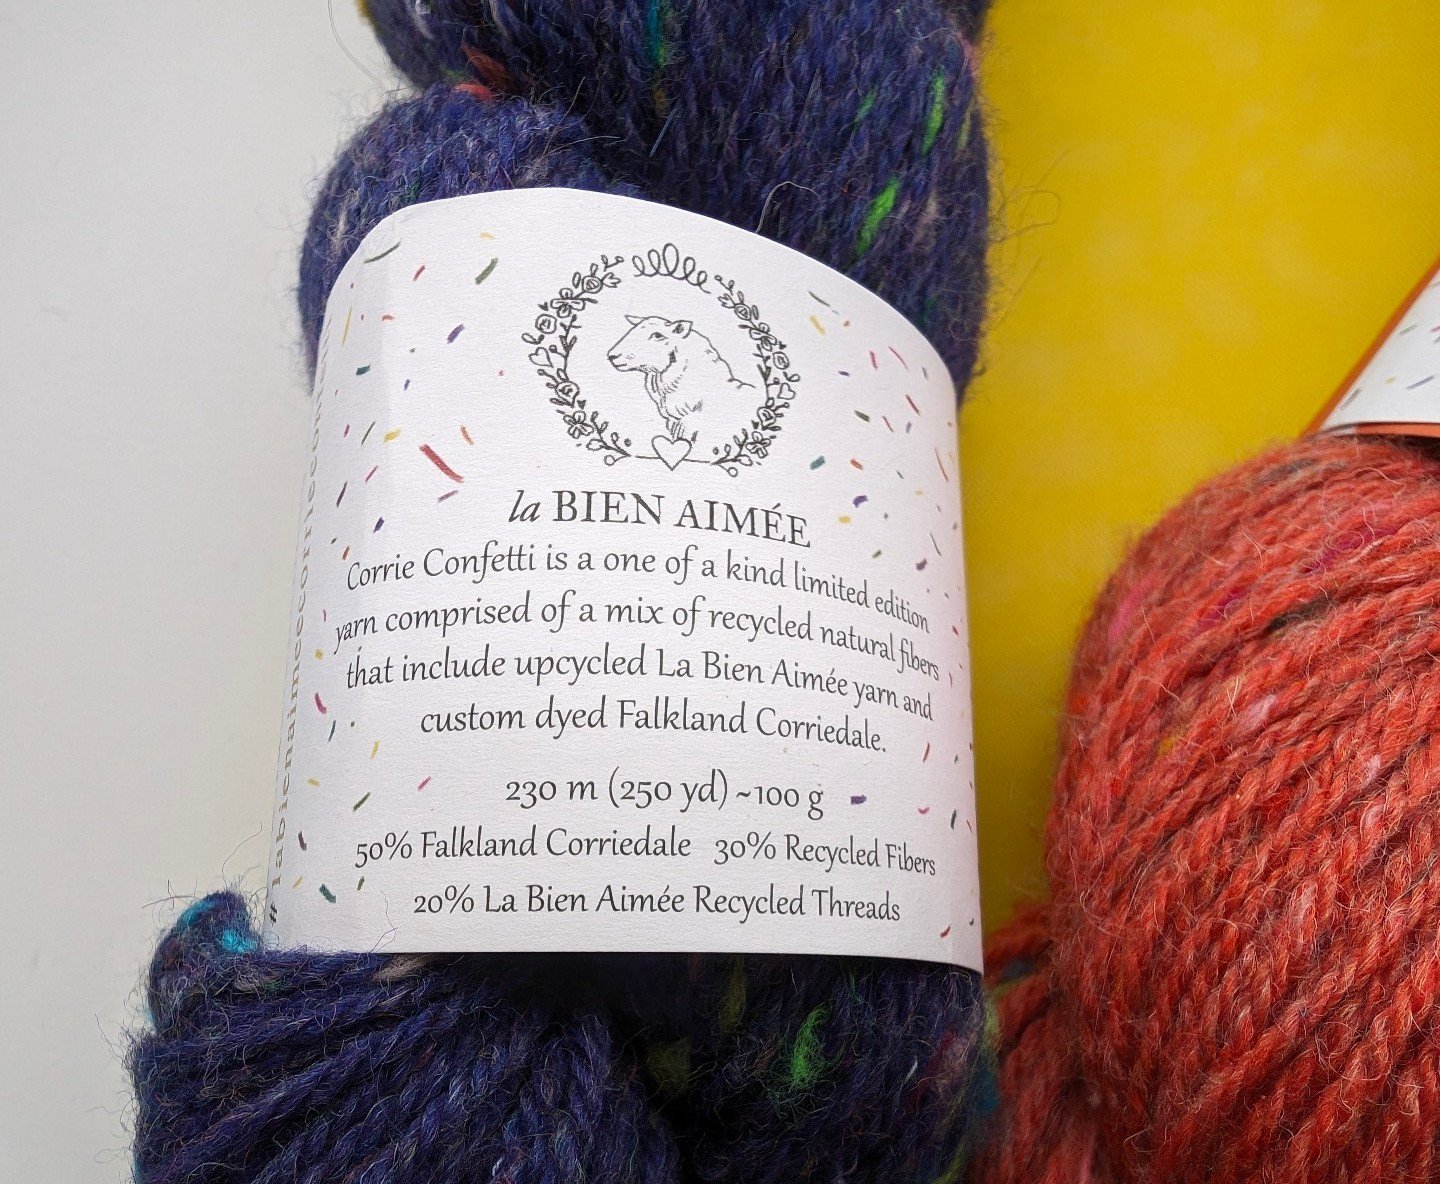 la BIEN AIMÉE
Corrie Confetti is a one of a kind limited edition
yarn comprised of a mix of recycled natural fibers
that include upcycled La Bien Aimée yarn and
custom dyed Falkland Corriedale.
230 m (250 yd) ~100 g
50% Falkland Corriedale 30% Recycled Fibers
20% La Bien Aimée Recycled Threads